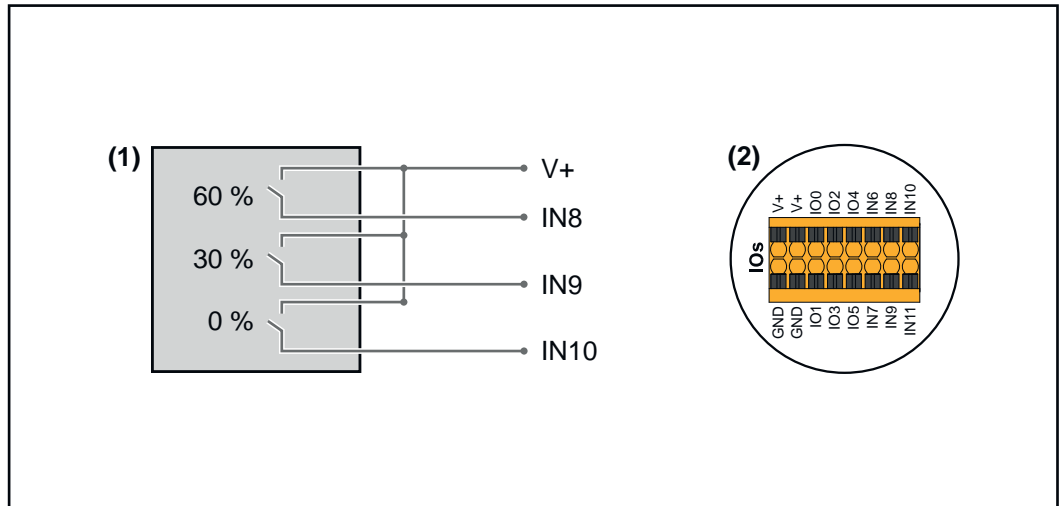 (1)
60 %
30 %
0 %
V+
IN8
IN9
IN10
(2)
V+ V+ IO0 IO2 IO4 IN6 IN8 IN10
IOs
GND GND IO1 IO3 IO5 IN7 IN9 IN11